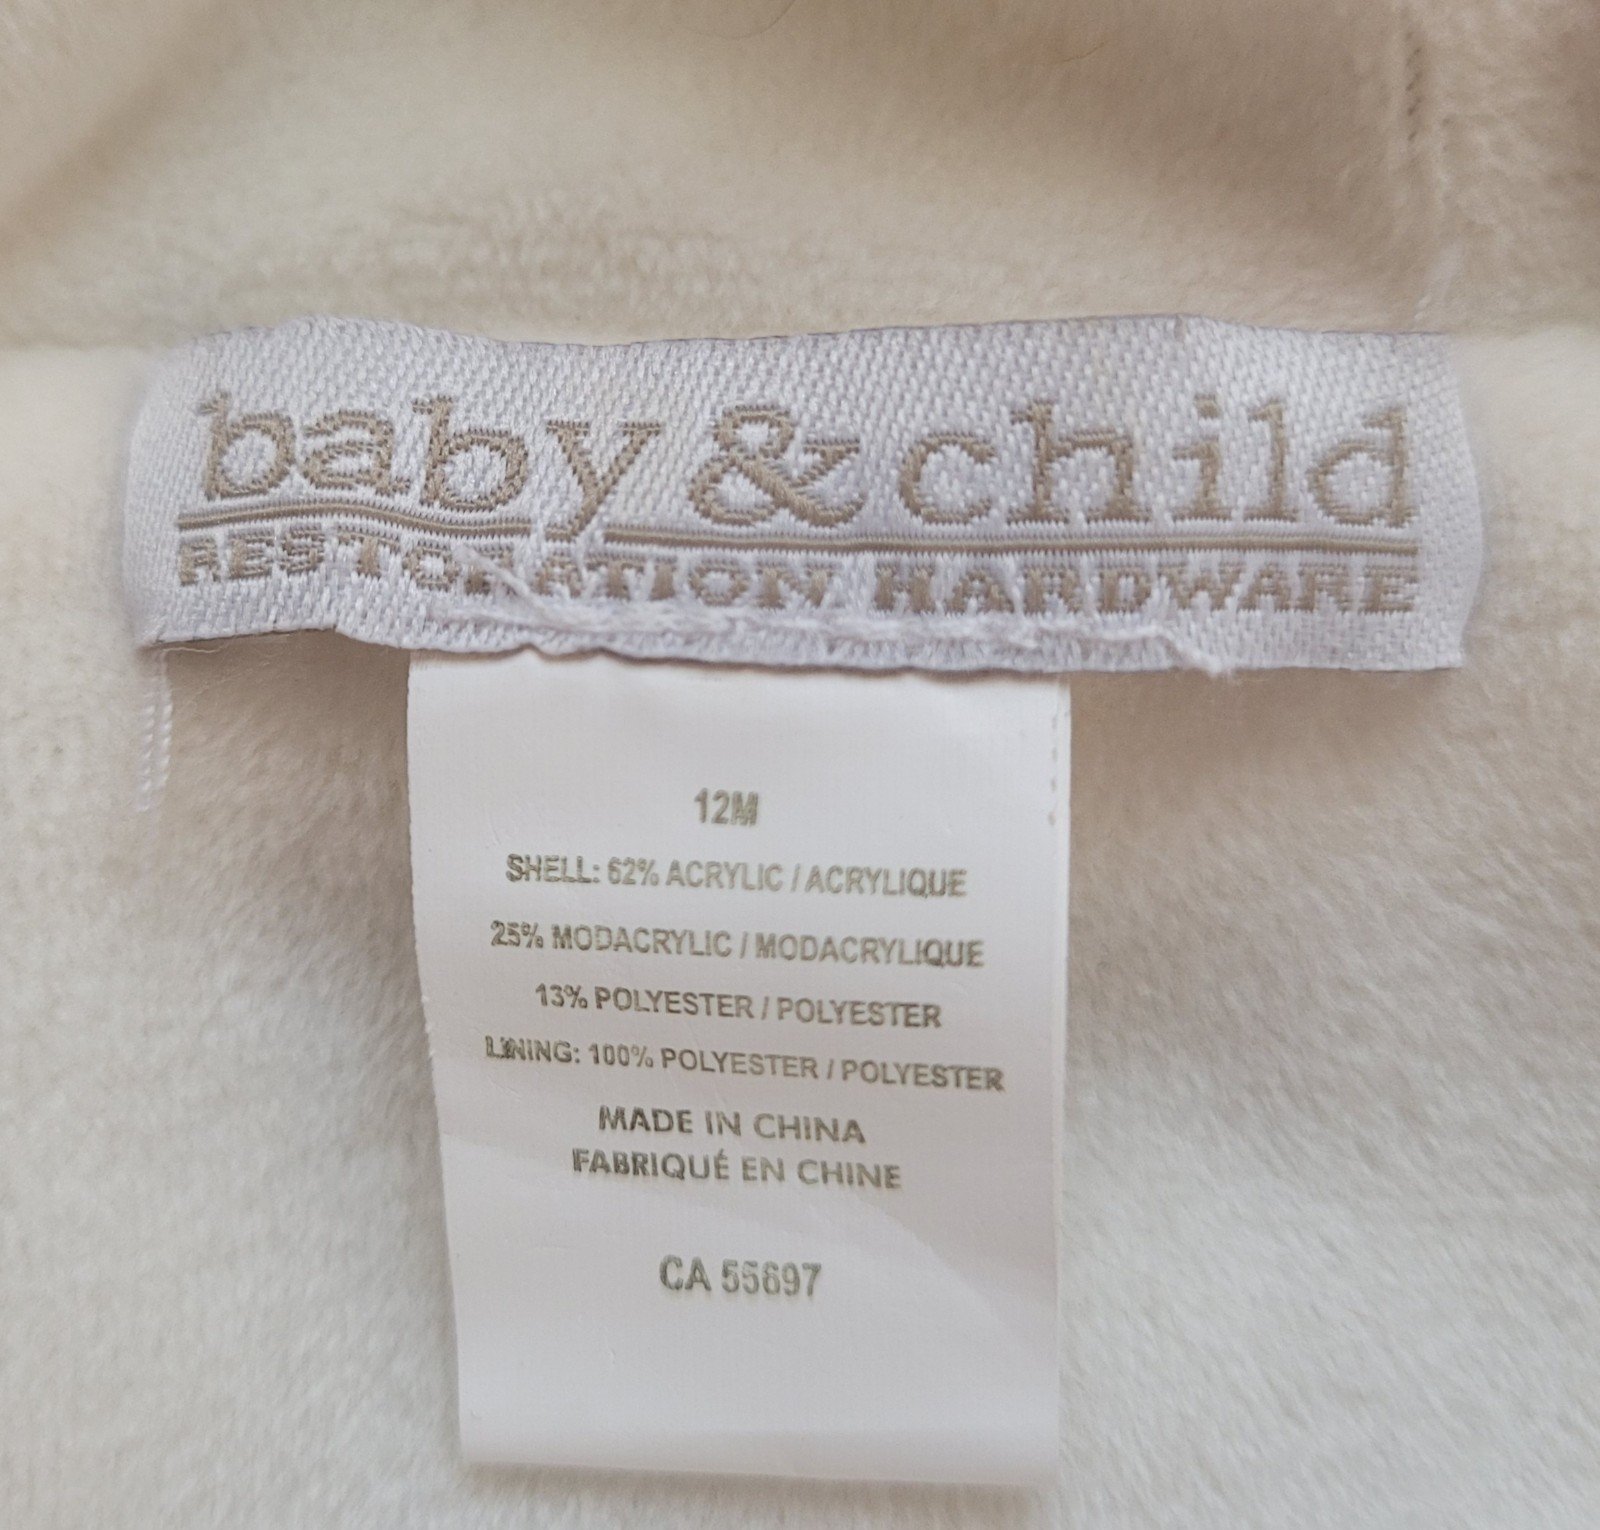 baby & child
RESTORATION HARDWARE
12M
SHELL: 62% ACRYLIC / ACRYLIQUE
25% MODACRYLIC / MODACRYLIQUE
13% POLYESTER / POLYESTER
LINING: 100% POLYESTER / POLYESTER
MADE IN CHINA
FABRIQUÉ EN CHINE
CA 55697